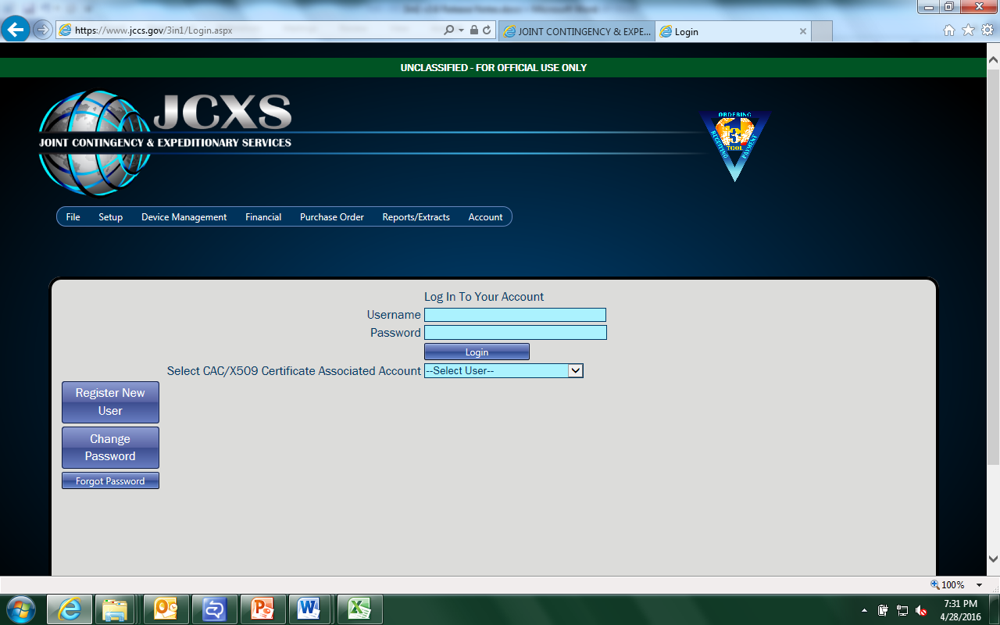 https://www.jccs.gov/3in1/Login.aspx
JOINT CONTINGENCY & EXPE...
Login
UNCLASSIFIED - FOR OFFICIAL USE ONLY
JCXS
JOINT CONTINGENCY & EXPEDITIONARY SERVICES
ORDERING
RECEIVING
PAYMENT
3
TOOL
File
Setup
Device Management
Financial
Purchase Order
Reports/Extracts
Account
Log In To Your Account
Username
Password
Login
Select CAC/X509 Certificate Associated Account
--Select User--
Register New
User
Change
Password
Forgot Password
100%
7:31 PM
4/28/2016